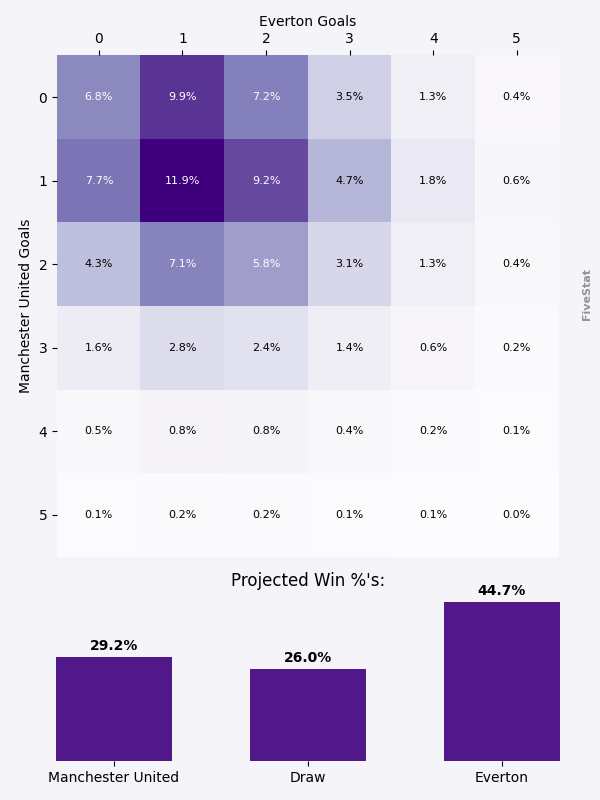 Everton Goals
0 1 2 3 4 5
0 6.8% 9.9% 7.2% 3.5% 1.3% 0.4%
1 7.7% 11.9% 9.2% 4.7% 1.8% 0.6%
2 4.3% 7.1% 5.8% 3.1% 1.3% 0.4%
3 1.6% 2.8% 2.4% 1.4% 0.6% 0.2%
4 0.5% 0.8% 0.8% 0.4% 0.2% 0.1%
5 0.1% 0.2% 0.2% 0.1% 0.1% 0.0%
Manchester United Goals
FiveStat
Projected Win %'s:
29.2% 26.0% 44.7%
Manchester United Draw Everton